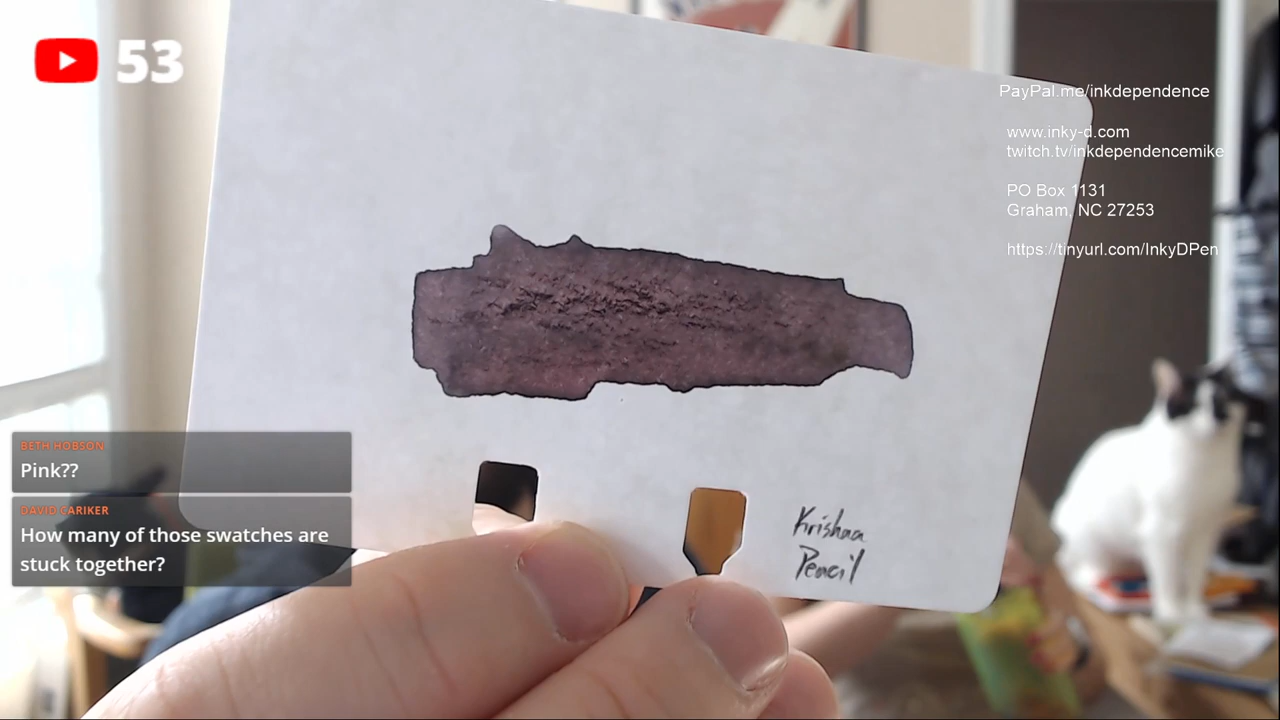 53
PayPal.me/inkdependence
www.inky-d.com
twitch.tv/inkdependencemike
PO Box 1131
Graham, NC 27253
https://tinyurl.com/InkyDPen
BETH HOBSON
Pink??
DAVID CARIKER
How many of those swatches are
stuck together?
Krishna
Pencil